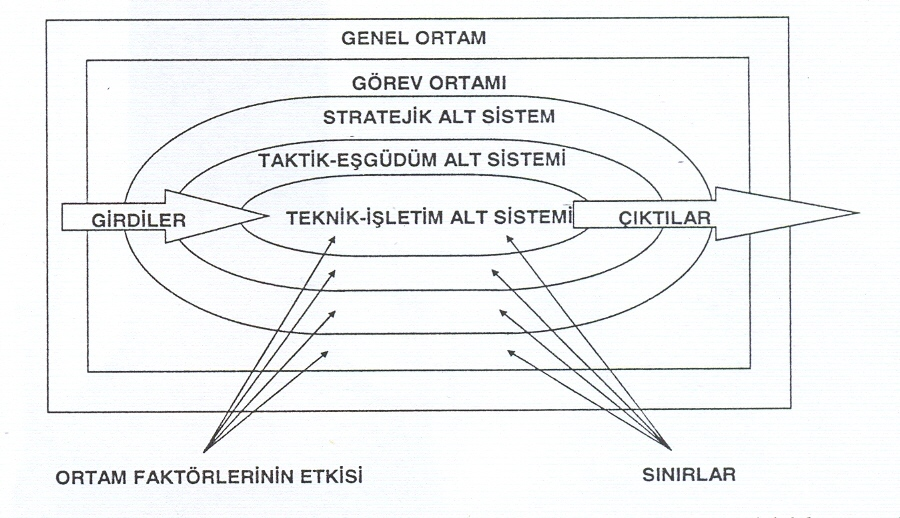 GENEL ORTAM
GÖREV ORTAMI
STRATEJİK ALT SİSTEM
TAKTİK-EŞGÜDÜM ALT SİSTEMİ
GİRDİLER
TEKNİK-İŞLETİM ALT SİSTEMİ
ÇIKTILAR
ORTAM FAKTÖRLERİNİN ETKİSİ
SINIRLAR